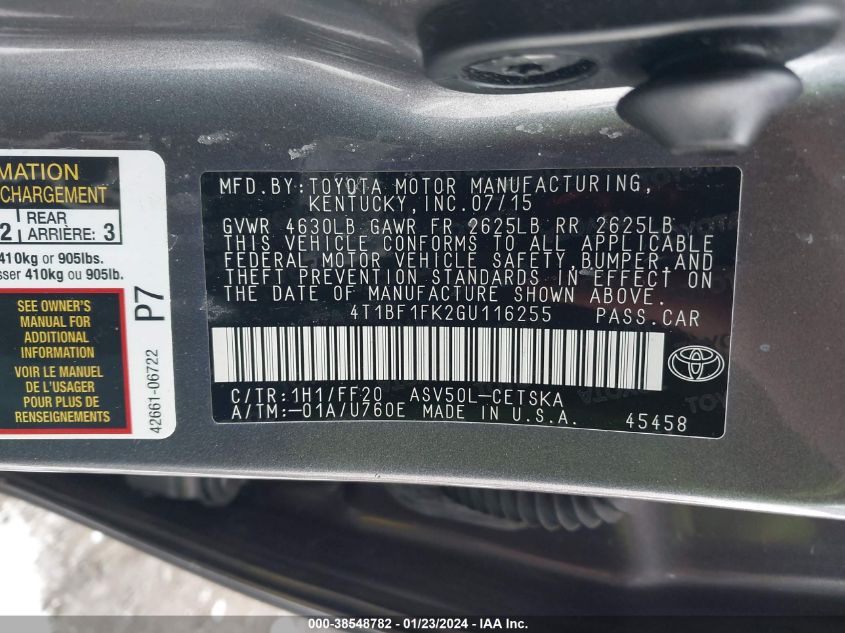 MATION
CHARGEMENT
2 REAR ARRIÈRE: 3
410kg or 905lbs.
410kg ou 905lb.
SEE OWNER'S
MANUAL FOR
ADDITIONAL
INFORMATION
VOIR LE MANUEL
DE L'USAGER
POUR PLUS DE
RENSEIGNEMENTS
P7
42661-06722
MFD.BY:TOYOTA MOTOR MANUFACTURING,
KENTUCKY, INC.07/15
GVWR 4630LB GAWR FR 2625LB RR 2625LB
THIS VEHICLE CONFORMS TO ALL APPLICABLE
FEDERAL MOTOR VEHICLE SAFETY, BUMPER, AND
THEFT PREVENTION STANDARDS IN EFFECT ON
THE DATE OF MANUFACTURE SHOWN ABOVE.
4T1BF1FK2GU116255 PASS.CAR
C/TR:1H1/FF20 ASV50L-CETSKA
A/TM:-01A/U760E MADE IN U.S.A. 45458
000-38548782 - 01/23/2024 - IAAI.COM